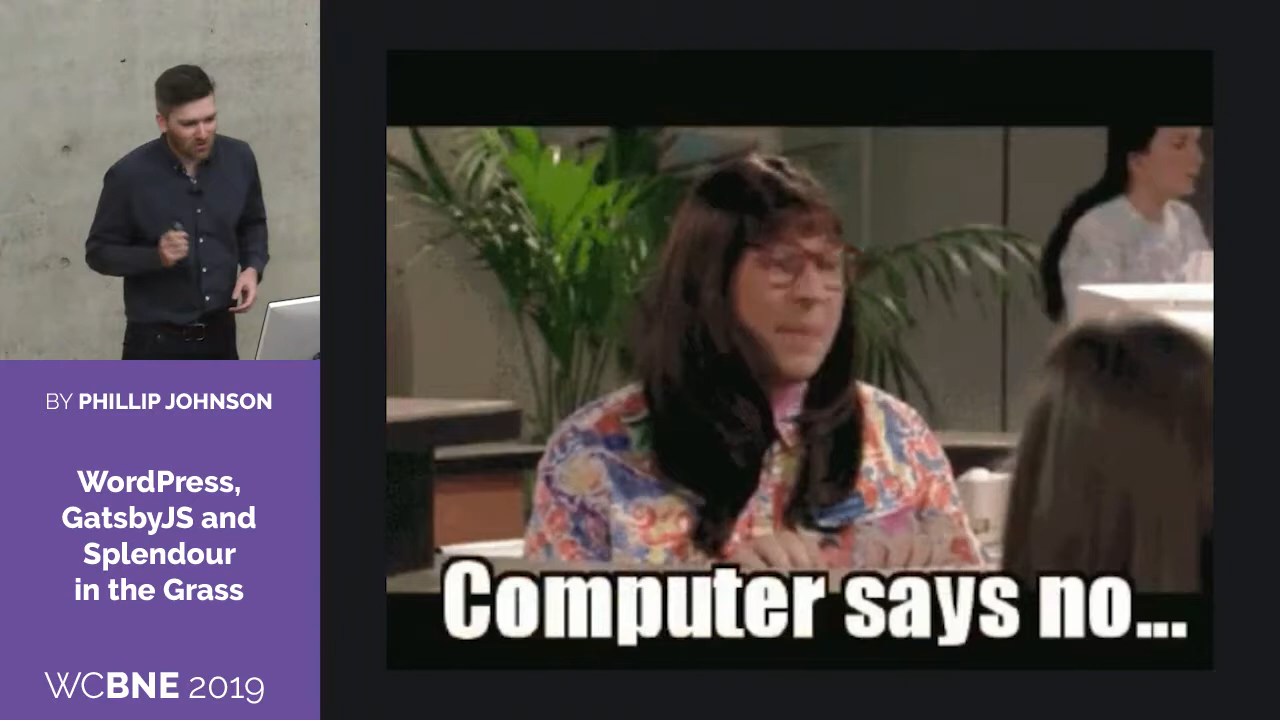 BY PHILLIP JOHNSON
WordPress,
GatsbyJS and
Splendour
in the Grass
WCBNE 2019
Computer says no...